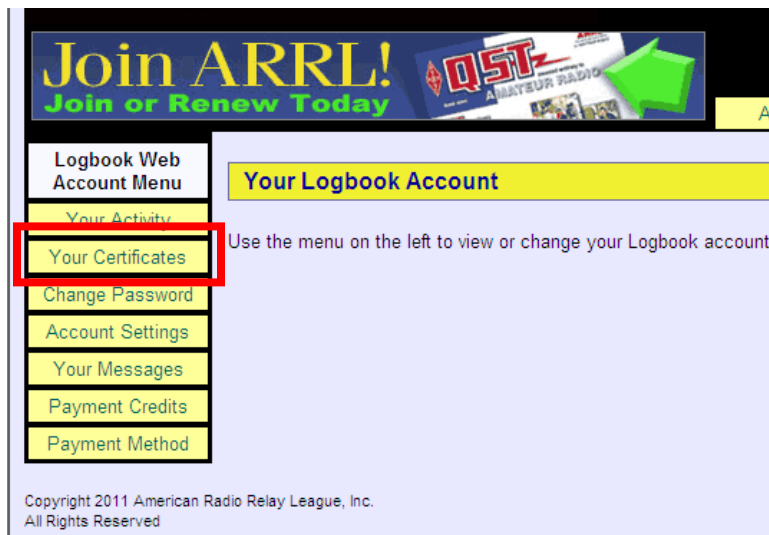 Join ARRL!
Join or Renew Today
QST
AMATEUR RADIO
A
Logbook Web
Account Menu
Your Logbook Account
Your Activity
Your Certificates
Change Password
Account Settings
Your Messages
Payment Credits
Payment Method
Use the menu on the left to view or change your Logbook account
Copyright 2011 American Radio Relay League, Inc.
All Rights Reserved